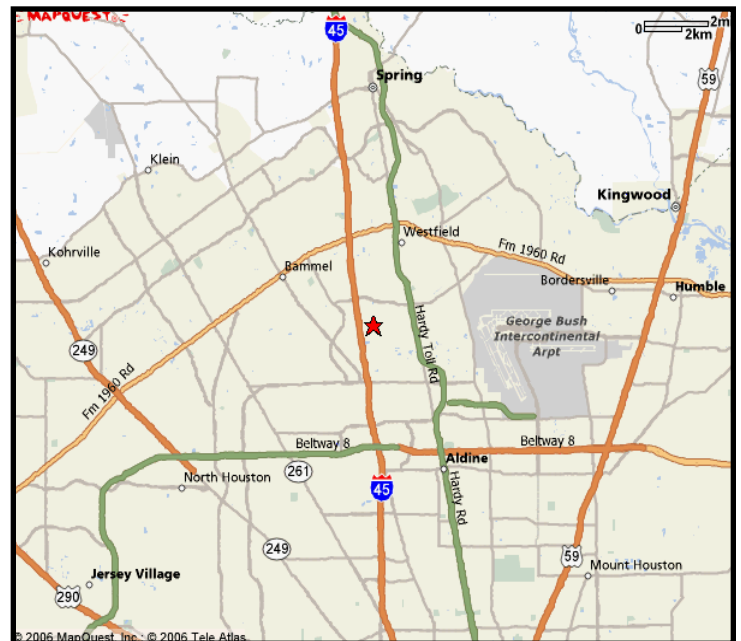 MAPQUEST
45
2m
0
2km
59
Spring
Klein
Kingwood
Westfield
Fm 1960 Rd
Kohrville
Bammel
Bordersville
Humble
Hardy Toll Rd
George Bush
Intercontinental
Arpt
249
Fm 1960 Rd
Beltway 8
Beltway 8
261
Aldine
North Houston
45
Hardy Rd
249
59
Mount Houston
Jersey Village
290
© 2006 MapQuest, Inc.; © 2006 Tele Atlas